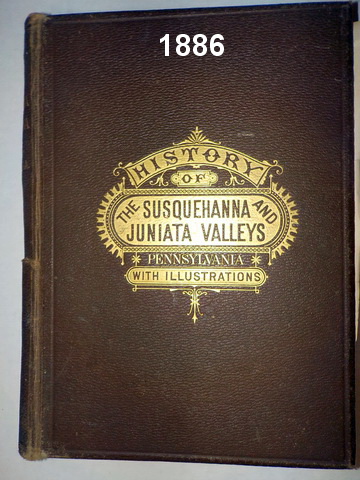 1886
HISTORY
OF
THE SUSQUEHANNA AND
JUNIATA VALLEYS
PENNSYLVANIA
WITH ILLUSTRATIONS